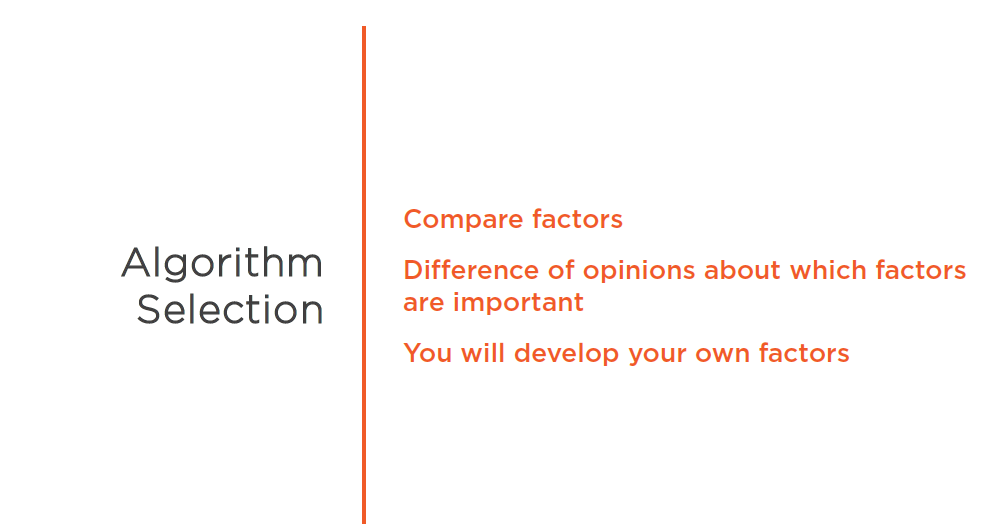 Algorithm
Selection
Compare factors
Difference of opinions about which factors
are important
You will develop your own factors